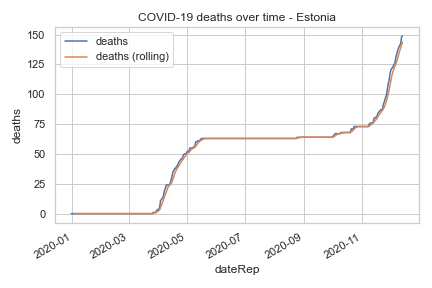 COVID-19 deaths over time - Estonia
deaths
deaths (rolling)
150
125
100
75
50
25
0
deaths
2020-01
2020-03
2020-05
2020-07
2020-09
2020-11
dateRep